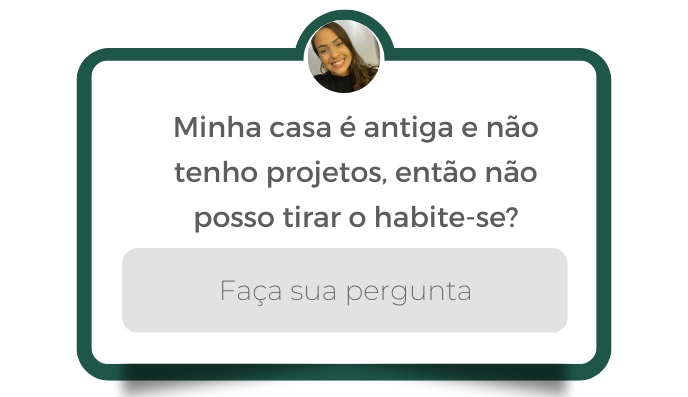 Minha casa é antiga e não
tenho projetos, então não
posso tirar o habite-se?
Faça sua pergunta